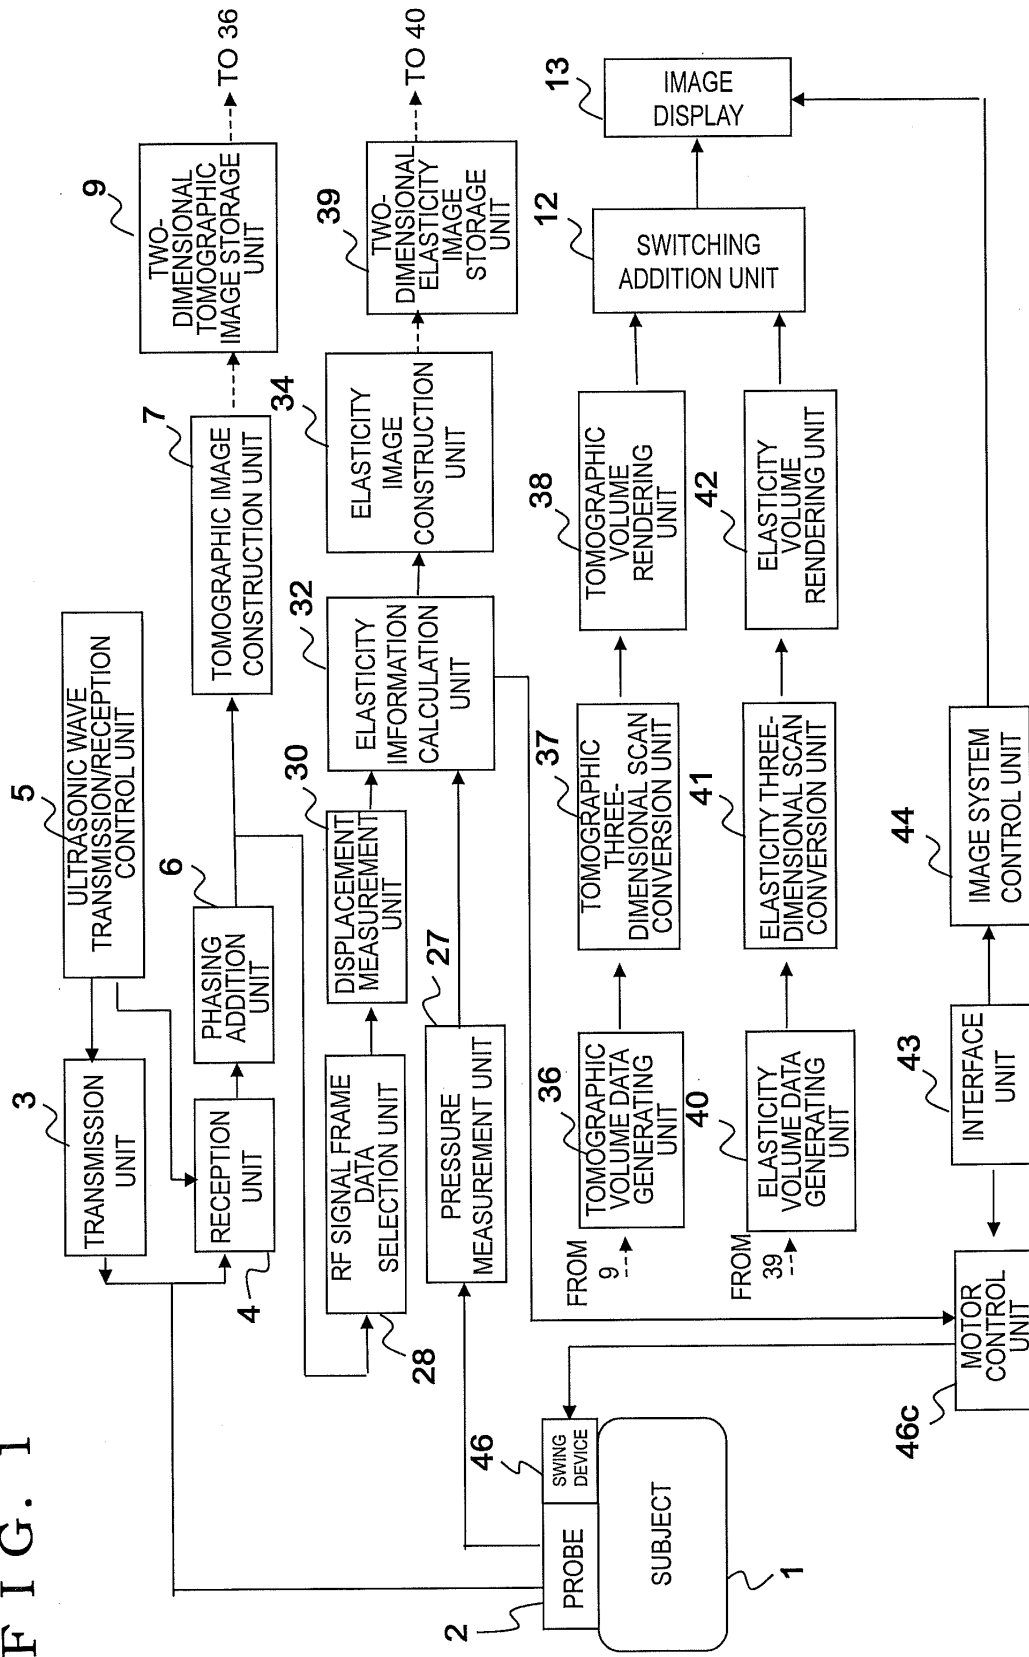 FIG. 1
5
ULTRASONIC WAVE
TRANSMISSION/RECEPTION
CONTROL UNIT
3
TRANSMISSION
UNIT
4
RECEPTION
UNIT
6
PHASING
ADDITION
UNIT
7
TOMOGRAPHIC IMAGE
CONSTRUCTION UNIT
9
TWO-
DIMENSIONAL
TOMOGRAPHIC
IMAGE STORAGE
UNIT
TO 36
28
RF SIGNAL FRAME
DATA
SELECTION UNIT
30
DISPLACEMENT
MEASUREMENT
UNIT
32
ELASTICITY
IMFORMATION
CALCULATION
UNIT
34
ELASTICITY
IMAGE
CONSTRUCTION
UNIT
39
TWO-
DIMENSIONAL
ELASTICITY
IMAGE
STORAGE
UNIT
TO 40
27
PRESSURE
MEASUREMENT UNIT
2
PROBE
46
SWING
DEVICE
SUBJECT
1
FROM
9
36
TOMOGRAPHIC
VOLUME DATA
GENERATING
UNIT
37
TOMOGRAPHIC
THREE-
DIMENSIONAL SCAN
CONVERSION UNIT
38
TOMOGRAPHIC
VOLUME
RENDERING
UNIT
12
SWITCHING
ADDITION UNIT
13
IMAGE
DISPLAY
FROM
39
40
ELASTICITY
VOLUME DATA
GENERATING
UNIT
41
ELASTICITY THREE-
DIMENSIONAL SCAN
CONVERSION UNIT
42
ELASTICITY
VOLUME
RENDERING UNIT
46c
MOTOR
CONTROL
UNIT
43
INTERFACE
UNIT
44
IMAGE SYSTEM
CONTROL UNIT